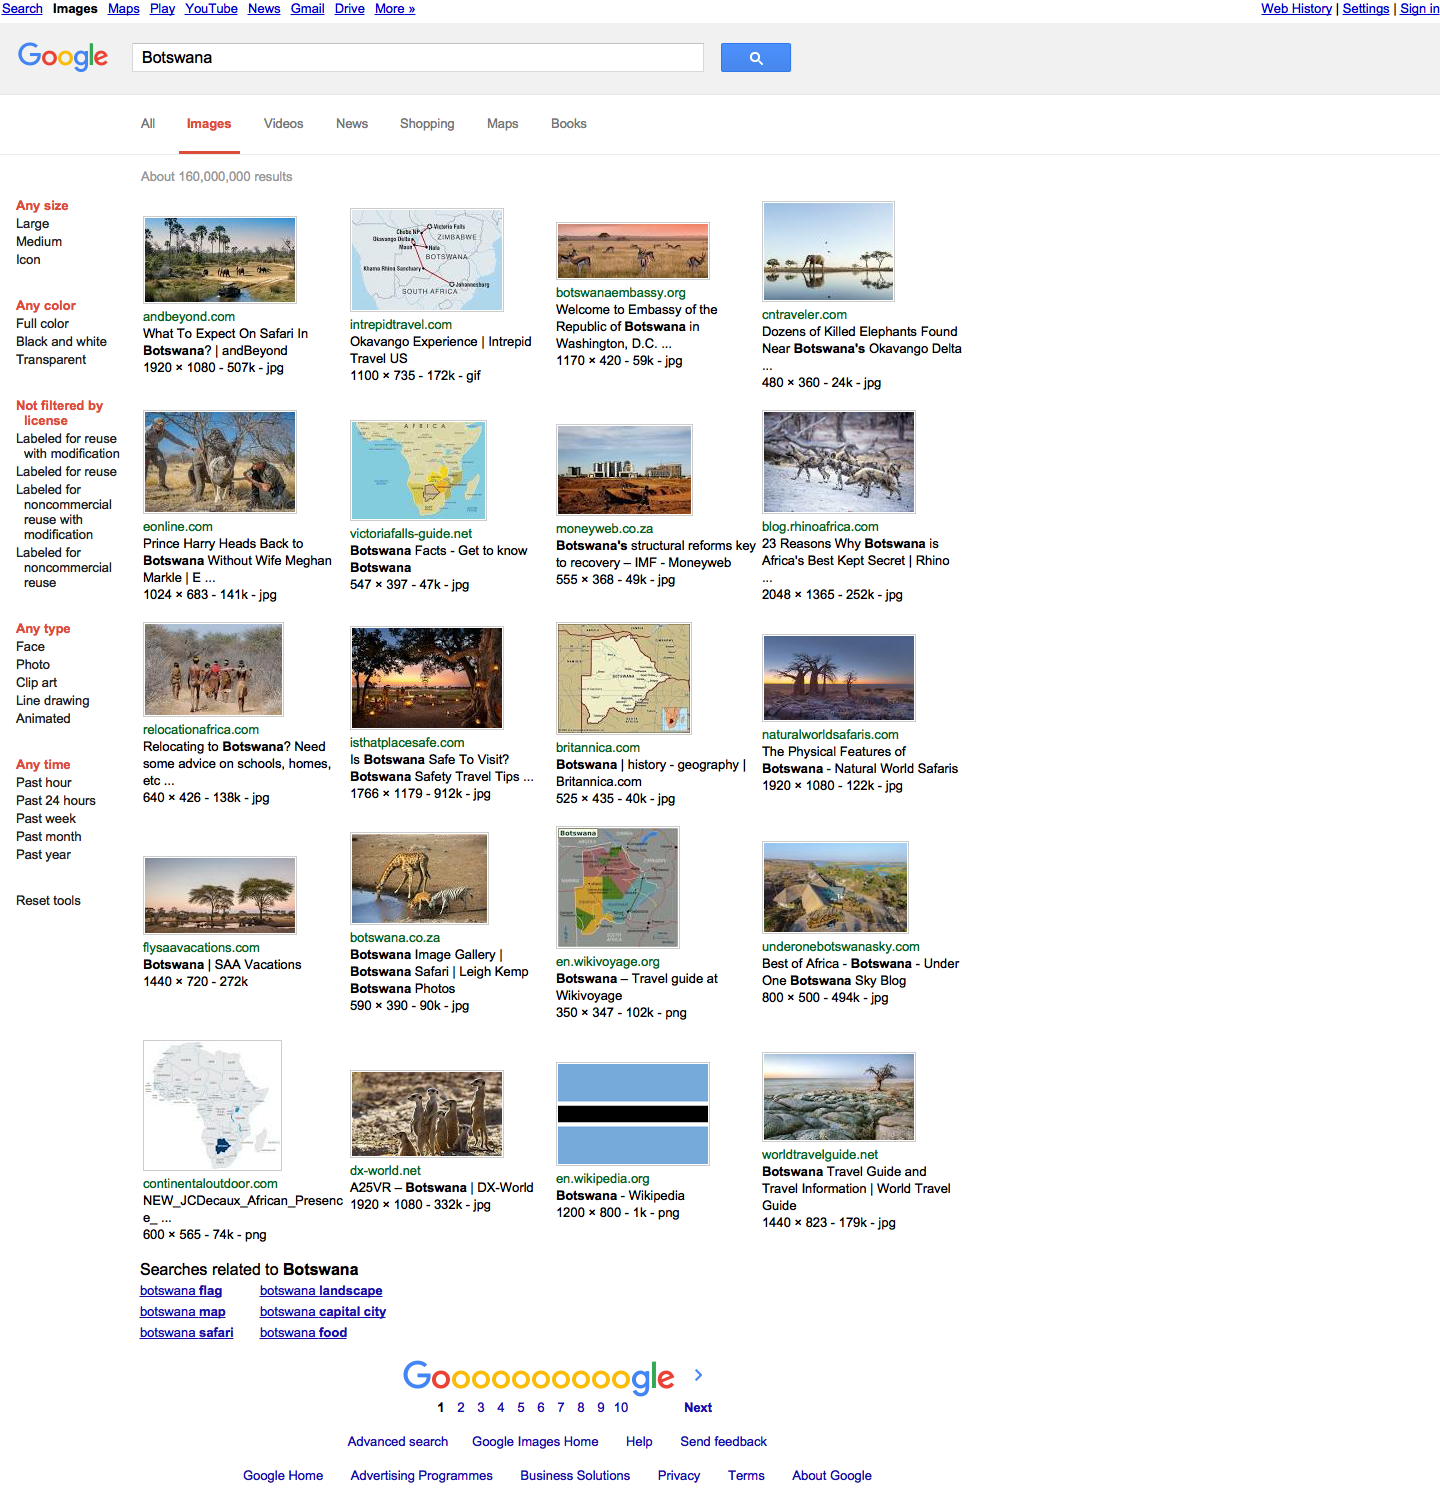 Search Images Maps Play YouTube News Gmail Drive More »
Web History | Settings | Sign in
Google
Botswana
All Images Videos News Shopping Maps Books
About 160,000,000 results
Any size
Large
Medium
Icon
Any color
Full color
Black and white
Transparent
Not filtered by
license
Labeled for reuse
with modification
Labeled for reuse
Labeled for
noncommercial
reuse with
modification
Labeled for
noncommercial
reuse
Any type
Face
Photo
Clip art
Line drawing
Animated
Any time
Past hour
Past 24 hours
Past week
Past month
Past year
Reset tools
andbeyond.com
What To Expect On Safari In
Botswana? | andBeyond
1920 × 1080 - 507k - jpg
Victoria Falls
Chobe NP
ZIMBABWE
Okavango Delta
Maun
Nata
BOTSWANA
Khama Rhino Sanctuary
Johannesburg
SOUTH AFRICA
intrepidtravel.com
Okavango Experience | Intrepid
Travel US
1100 × 735 - 172k - gif
botswanaembassy.org
Welcome to Embassy of the
Republic of Botswana in
Washington, D.C. ...
1170 × 420 - 59k - jpg
cntraveler.com
Dozens of Killed Elephants Found
Near Botswana's Okavango Delta
...
480 × 360 - 24k - jpg
eonline.com
Prince Harry Heads Back to
Botswana Without Wife Meghan
Markle | E ...
1024 × 683 - 141k - jpg
AFRICA
victoriafalls-guide.net
Botswana Facts - Get to know
Botswana
547 × 397 - 47k - jpg
moneyweb.co.za
Botswana's structural reforms key
to recovery – IMF - Moneyweb
555 × 368 - 49k - jpg
blog.rhinoafrica.com
23 Reasons Why Botswana is
Africa's Best Kept Secret | Rhino
...
2048 × 1365 - 252k - jpg
relocationafrica.com
Relocating to Botswana? Need
some advice on schools, homes,
etc ...
640 × 426 - 138k - jpg
isthatplacesafe.com
Is Botswana Safe To Visit?
Botswana Safety Travel Tips ...
1766 × 1179 - 912k - jpg
BOTSWANA
britannica.com
Botswana | history - geography |
Britannica.com
525 × 435 - 40k - jpg
naturalworldsafaris.com
The Physical Features of
Botswana - Natural World Safaris
1920 × 1080 - 122k - jpg
flysaavacations.com
Botswana | SAA Vacations
1440 × 720 - 272k
botswana.co.za
Botswana Image Gallery |
Botswana Safari | Leigh Kemp
Botswana Photos
590 × 390 - 90k - jpg
Botswana
en.wikivoyage.org
Botswana – Travel guide at
Wikivoyage
350 × 347 - 102k - png
underonebotswanasky.com
Best of Africa - Botswana - Under
One Botswana Sky Blog
800 × 500 - 494k - jpg
continentaloutdoor.com
NEW_JCDecaux_African_Presenc
e_ ...
600 × 565 - 74k - png
dx-world.net
A25VR – Botswana | DX-World
1920 × 1080 - 332k - jpg
en.wikipedia.org
Botswana - Wikipedia
1200 × 800 - 1k - png
worldtravelguide.net
Botswana Travel Guide and
Travel Information | World Travel
Guide
1440 × 823 - 179k - jpg
Searches related to Botswana
botswana flag botswana landscape
botswana map botswana capital city
botswana safari botswana food
Goooooooooogle >
1 2 3 4 5 6 7 8 9 10 Next
Advanced search Google Images Home Help Send feedback
Google Home Advertising Programmes Business Solutions Privacy Terms About Google